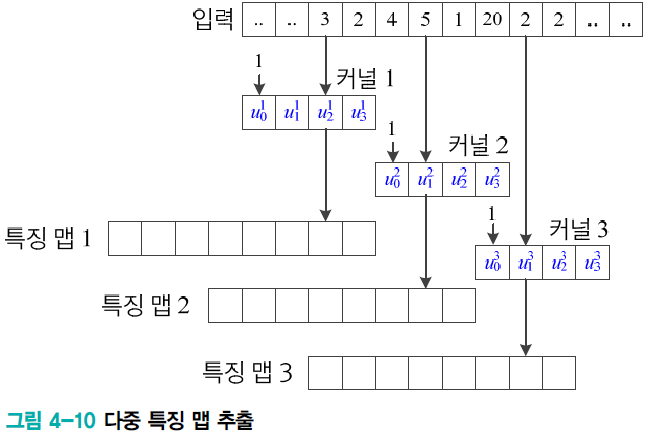 입력 .. .. 3 2 4 5 1 20 2 2 .. ..
1 커널 1
u₀¹ u₁¹ u₂¹ u₃¹
1 커널 2
u₀² u₁² u₂² u₃²
1 커널 3
특징 맵 1
u₀³ u₁³ u₂³ u₃³
특징 맵 2
특징 맵 3
그림 4-10 다중 특징 맵 추출